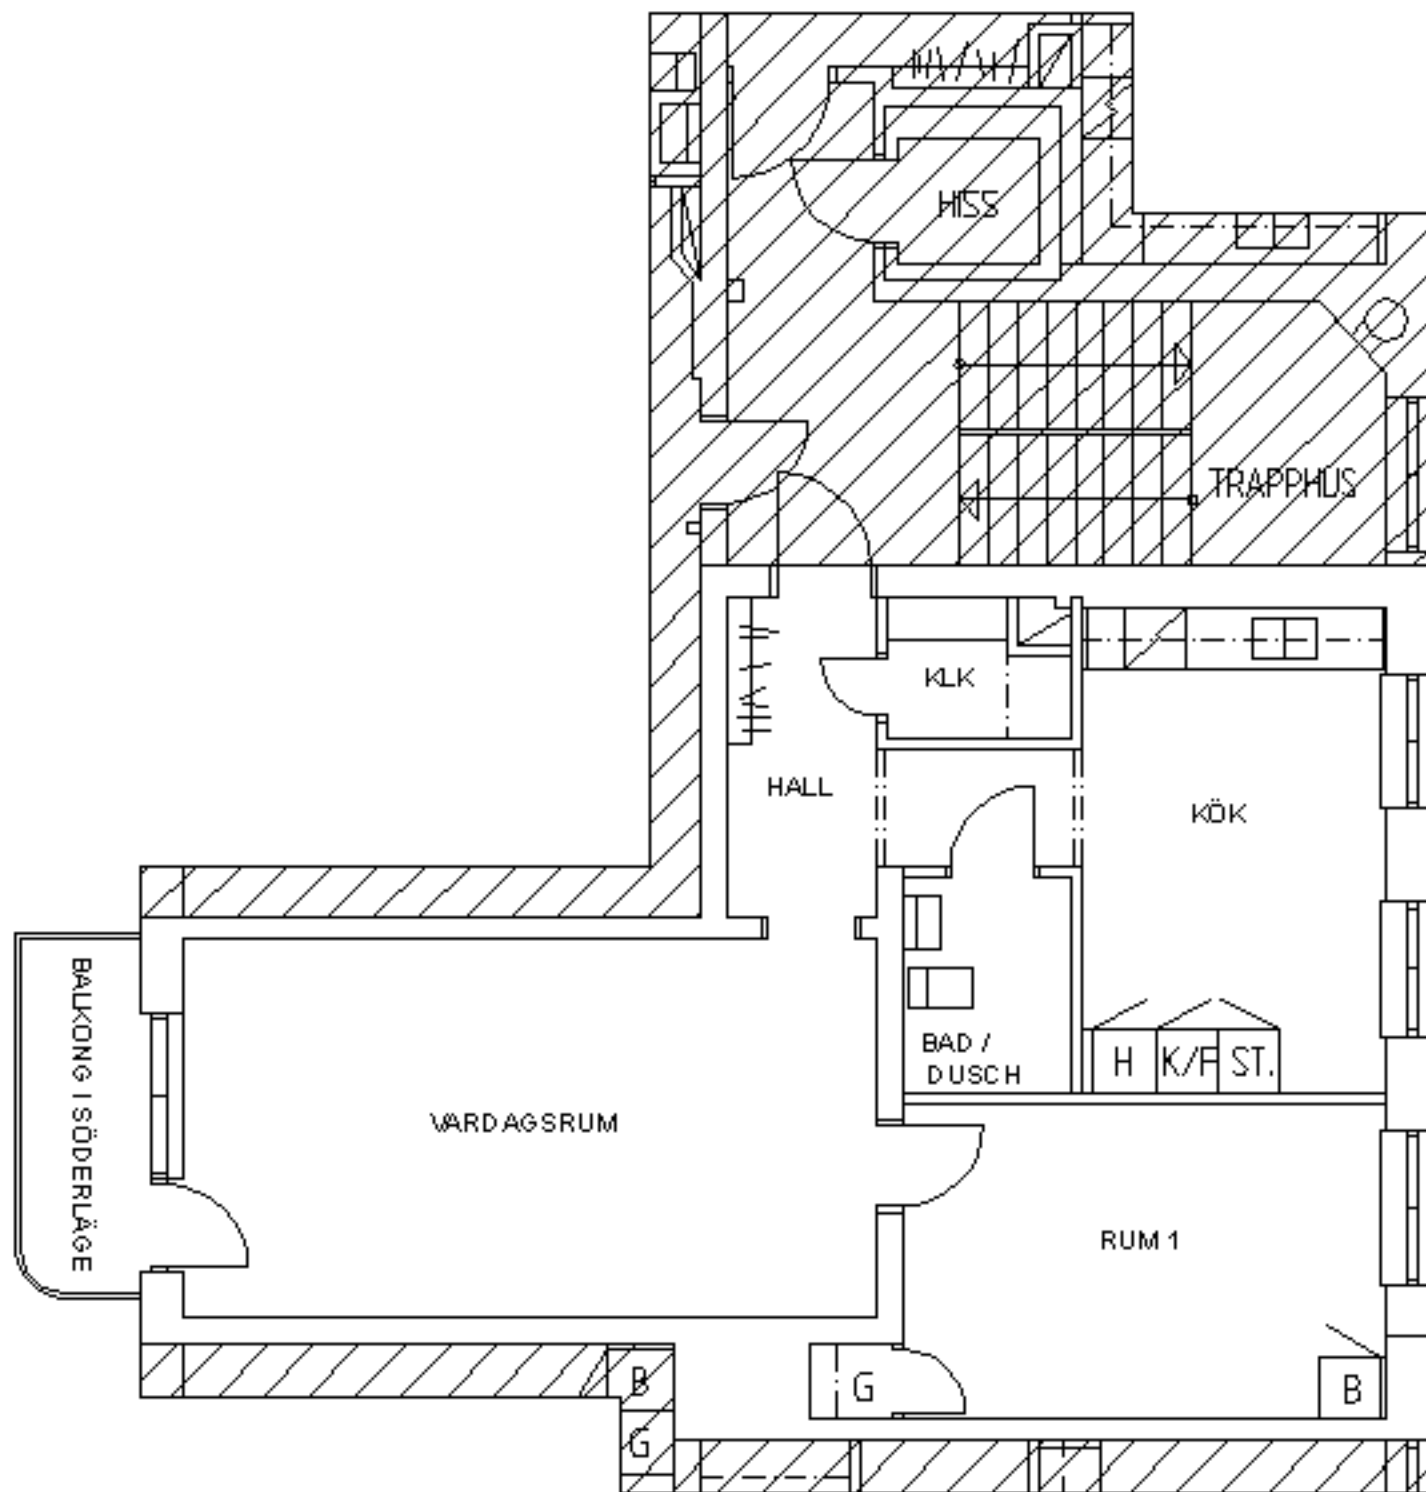 HISS
TRAPPHUS
KLK
HALL
KÖK
BALKONG I SÖDERLÄGE
BAD /
DUSCH
H K/F ST.
VARDAGSRUM
RUM 1
B
G
G
B